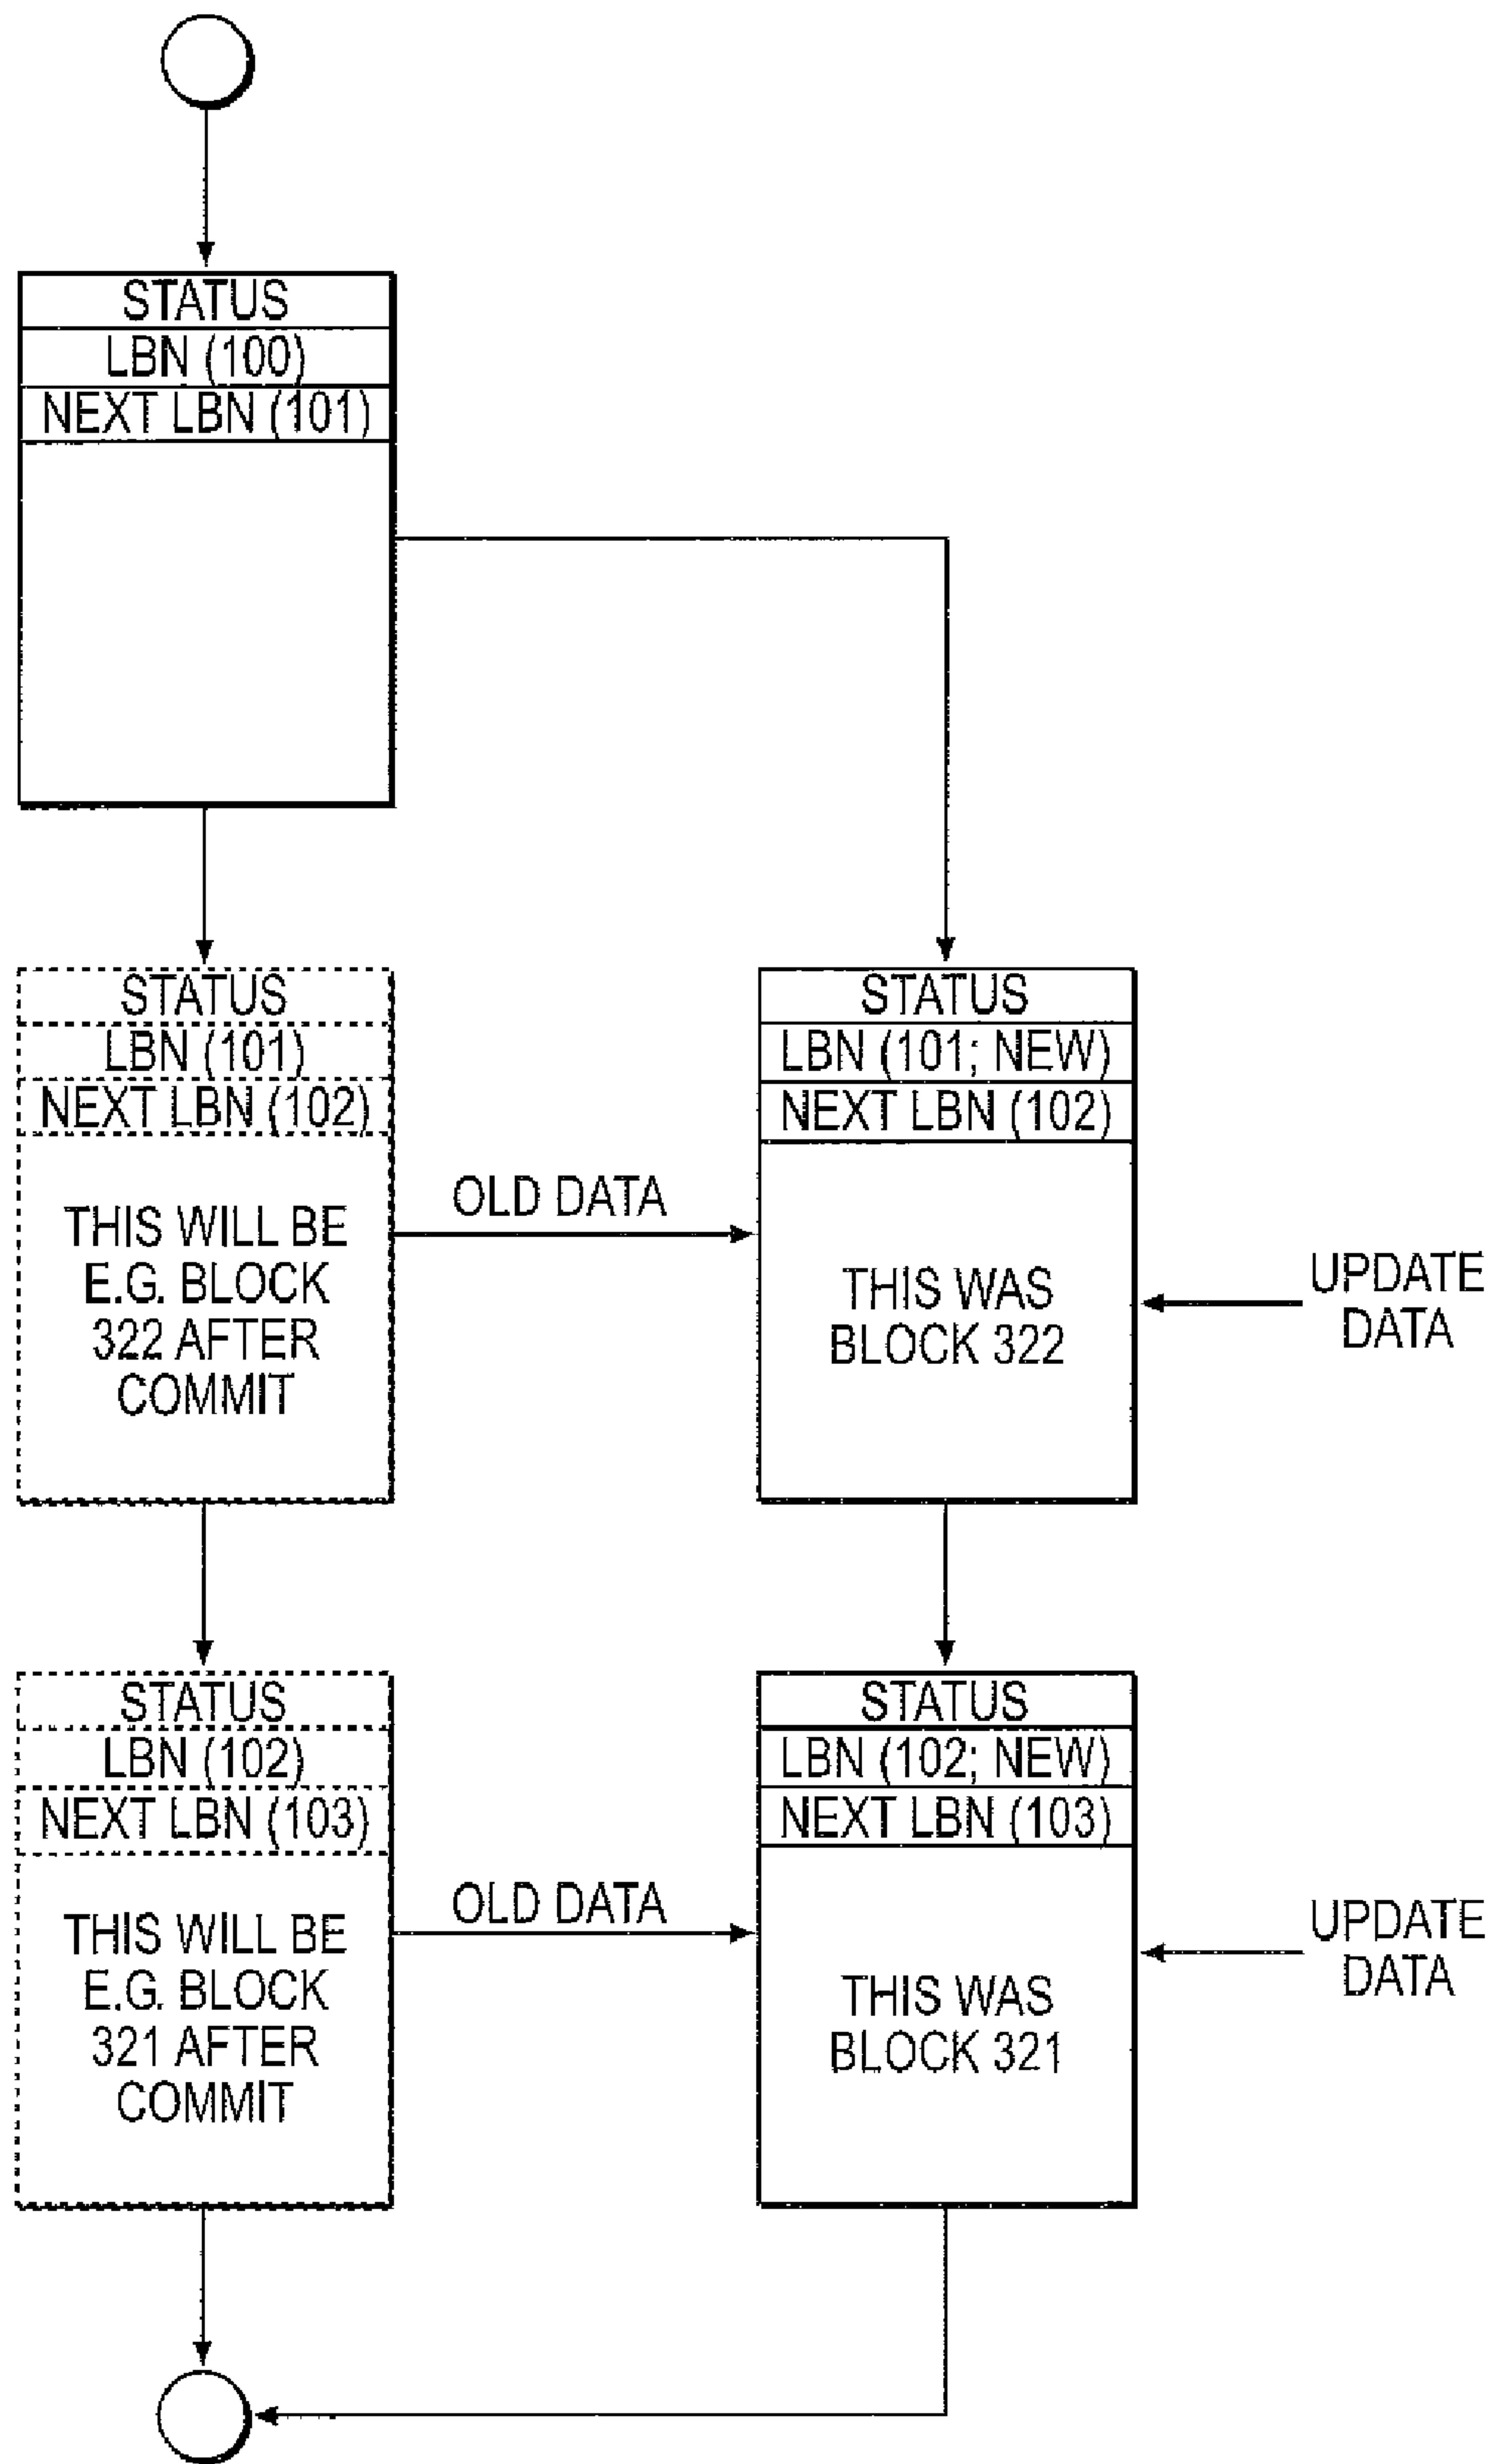 STATUS
LBN (100)
NEXT LBN (101)
STATUS
LBN (101)
NEXT LBN (102)
THIS WILL BE
E.G. BLOCK
322 AFTER
COMMIT
OLD DATA
STATUS
LBN (101; NEW)
NEXT LBN (102)
THIS WAS
BLOCK 322
UPDATE
DATA
STATUS
LBN (102)
NEXT LBN (103)
THIS WILL BE
E.G. BLOCK
321 AFTER
COMMIT
OLD DATA
STATUS
LBN (102; NEW)
NEXT LBN (103)
THIS WAS
BLOCK 321
UPDATE
DATA